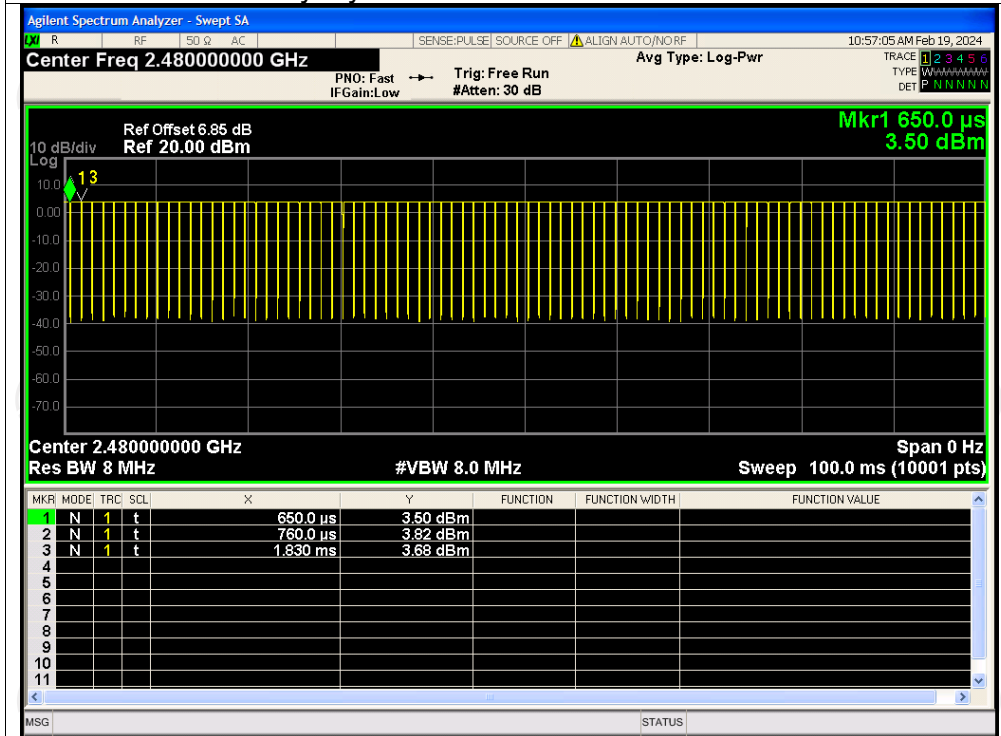 Agilent Spectrum Analyzer - Swept SA
LXI R RF 50 Ω AC SENSE:PULSE SOURCE OFF ALIGN AUTO/NO RF 10:57:05 AM Feb 19, 2024
Center Freq 2.480000000 GHz Avg Type: Log-Pwr TRACE 1 2 3 4 5 6
PNO: Fast Trig: Free Run TYPE WWWWWW
IFGain:Low #Atten: 30 dB DET P N N N N N
Mkr1 650.0 µs
Ref Offset 6.85 dB
10 dB/div Ref 20.00 dBm 3.50 dBm
Log
1 3
10.0
0.00
-10.0
-20.0
-30.0
-40.0
-50.0
-60.0
-70.0
Center 2.480000000 GHz Span 0 Hz
Res BW 8 MHz #VBW 8.0 MHz Sweep 100.0 ms (10001 pts)
MKR MODE TRC SCL X Y FUNCTION FUNCTION WIDTH FUNCTION VALUE
1 N 1 t 650.0 µs 3.50 dBm
2 N 1 t 760.0 µs 3.82 dBm
3 N 1 t 1.830 ms 3.68 dBm
4
5
6
7
8
9
10
11
MSG STATUS